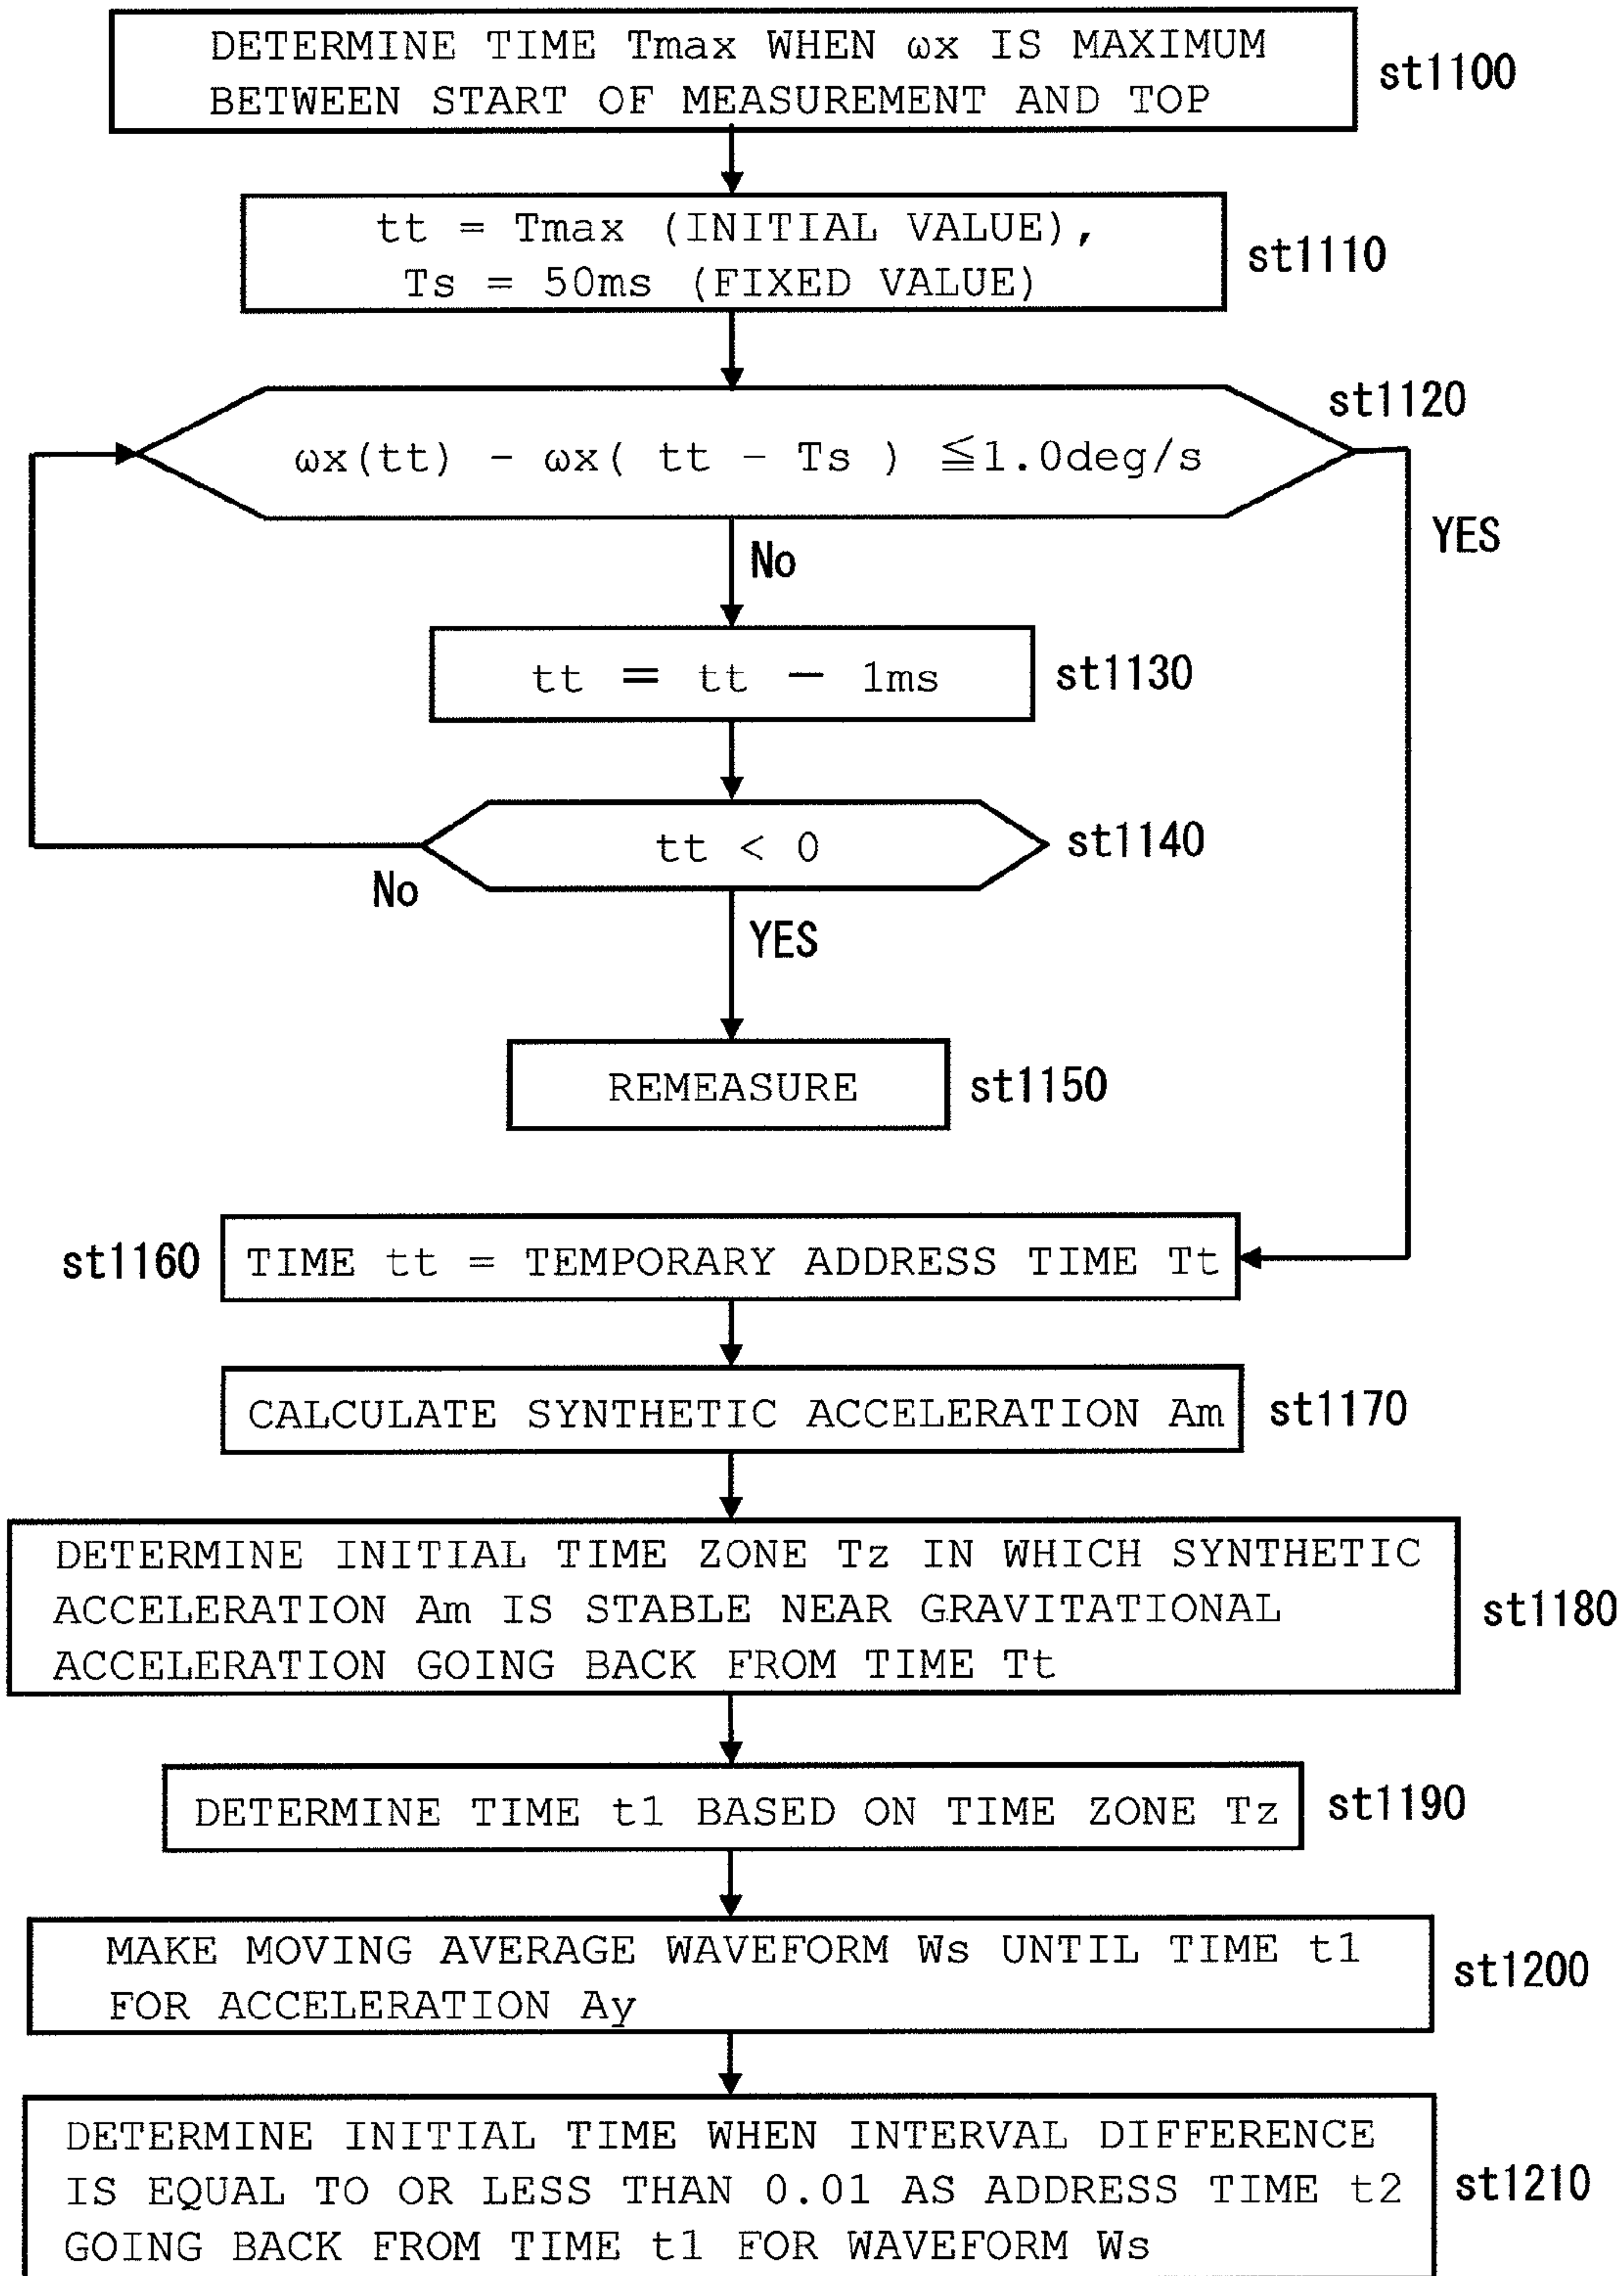 DETERMINE TIME Tmax WHEN ωx IS MAXIMUM
BETWEEN START OF MEASUREMENT AND TOP
st1100
tt = Tmax (INITIAL VALUE),
Ts = 50ms (FIXED VALUE)
st1110
st1120
ωx(tt) - ωx( tt - Ts ) ≦1.0deg/s
YES
No
tt = tt - 1ms
st1130
tt < 0
st1140
No
YES
REMEASURE
st1150
st1160
TIME tt = TEMPORARY ADDRESS TIME Tt
CALCULATE SYNTHETIC ACCELERATION Am
st1170
DETERMINE INITIAL TIME ZONE Tz IN WHICH SYNTHETIC
ACCELERATION Am IS STABLE NEAR GRAVITATIONAL
ACCELERATION GOING BACK FROM TIME Tt
st1180
DETERMINE TIME t1 BASED ON TIME ZONE Tz
st1190
MAKE MOVING AVERAGE WAVEFORM Ws UNTIL TIME t1
FOR ACCELERATION Ay
st1200
DETERMINE INITIAL TIME WHEN INTERVAL DIFFERENCE
IS EQUAL TO OR LESS THAN 0.01 AS ADDRESS TIME t2
GOING BACK FROM TIME t1 FOR WAVEFORM Ws
st1210